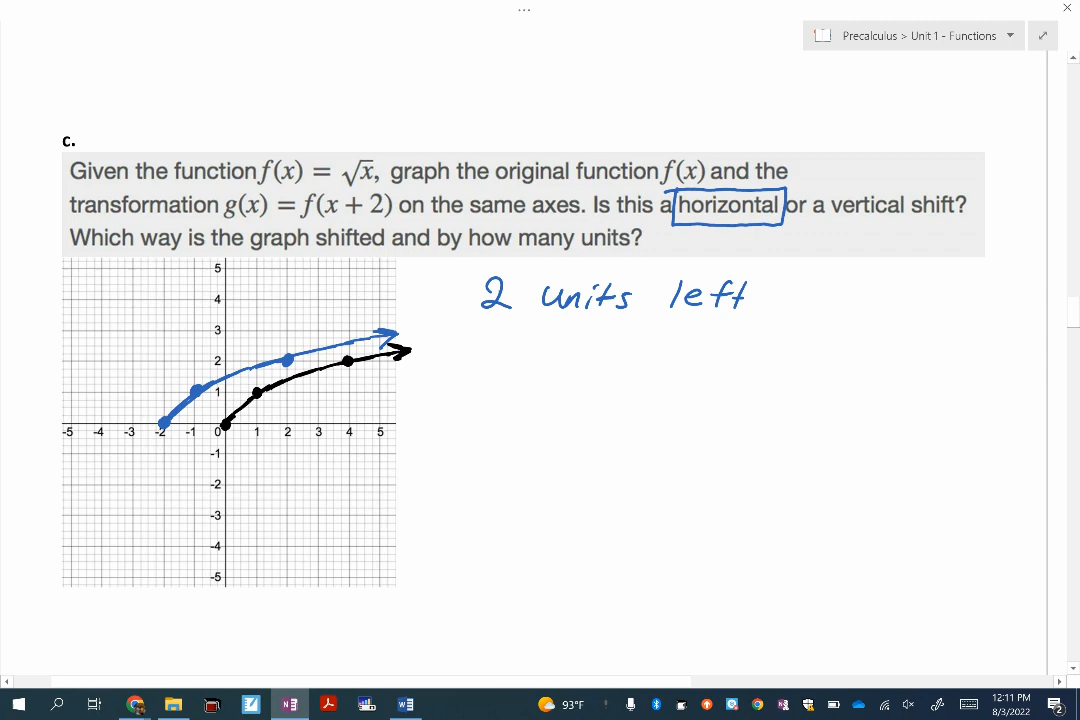 Precalculus > Unit 1 - Functions
c.
Given the function f(x) = √x, graph the original function f(x) and the
transformation g(x) = f(x + 2) on the same axes. Is this a horizontal or a vertical shift?
Which way is the graph shifted and by how many units?
2 units left
5
4
3
2
1
-5 -4 -3 -2 -1 0 1 2 3 4 5
-1
-2
-3
-4
-5
93°F
12:11 PM
8/3/2022
2